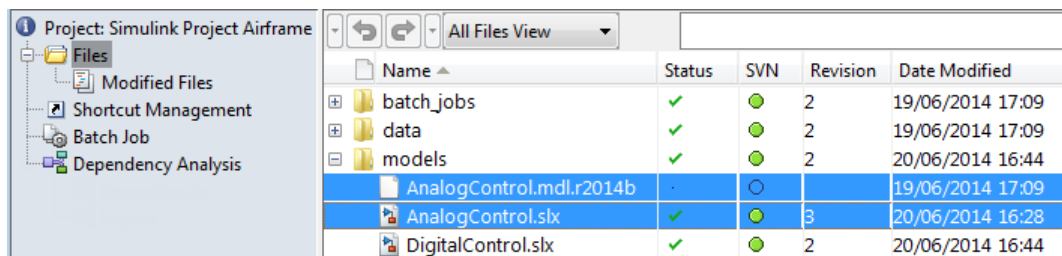 Project: Simulink Project Airframe
Files
Modified Files
Shortcut Management
Batch Job
Dependency Analysis
All Files View
Name Status SVN Revision Date Modified
batch_jobs 2 19/06/2014 17:09
data 2 19/06/2014 17:09
models 2 20/06/2014 16:44
AnalogControl.mdl.r2014b 19/06/2014 17:09
AnalogControl.slx 3 20/06/2014 16:28
DigitalControl.slx 2 20/06/2014 16:44